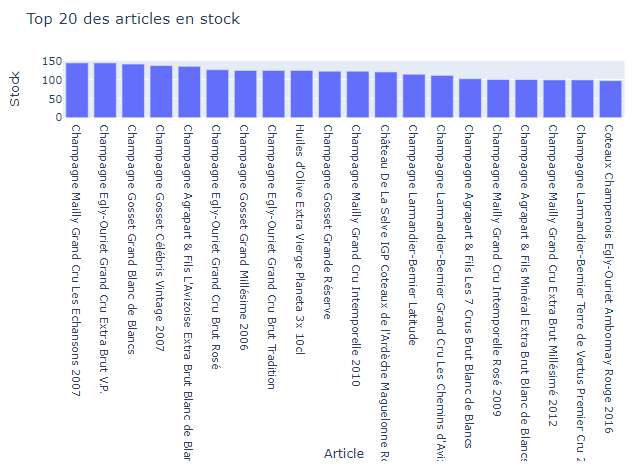 Top 20 des articles en stock
Stock
150
100
50
0
Champagne Mailly Grand Cru Les Echansons 2007
Champagne Egly-Ouriet Grand Cru Extra Brut V.P.
Champagne Gosset Grand Blanc de Blancs
Champagne Gosset Célébris Vintage 2007
Champagne Agrapart & Fils L'Avizoise Extra Brut Blanc de Blan
Champagne Egly-Ouriet Grand Cru Brut Rosé
Champagne Gosset Grand Millésime 2006
Champagne Egly-Ouriet Grand Cru Brut Tradition
Huiles d'Olive Extra Vierge Planeta 3x 10cl
Champagne Gosset Grande Réserve
Champagne Mailly Grand Cru Intemporelle 2010
Château De La Selve IGP Coteaux de l'Ardèche Maguelonne Ro
Champagne Larmandier-Bernier Latitude
Champagne Larmandier-Bernier Grand Cru Les Chemins d'Aviz
Champagne Agrapart & Fils Les 7 Crus Brut Blanc de Blancs
Champagne Mailly Grand Cru Intemporelle Rosé 2009
Champagne Agrapart & Fils Minéral Extra Brut Blanc de Blancs
Champagne Mailly Grand Cru Extra Brut Millésimé 2012
Champagne Larmandier-Bernier Terre de Vertus Premier Cru 2
Coteaux Champenois Egly-Ouriet Ambonnay Rouge 2016
Article